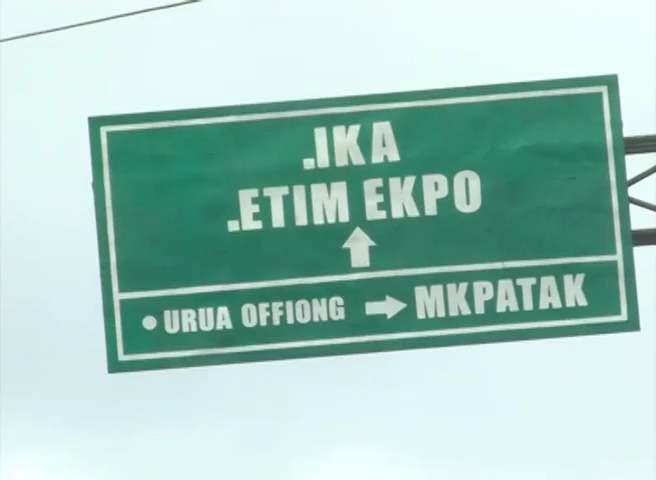 .IKA
.ETIM EKPO
• URUA OFFIONG → MKPATAK